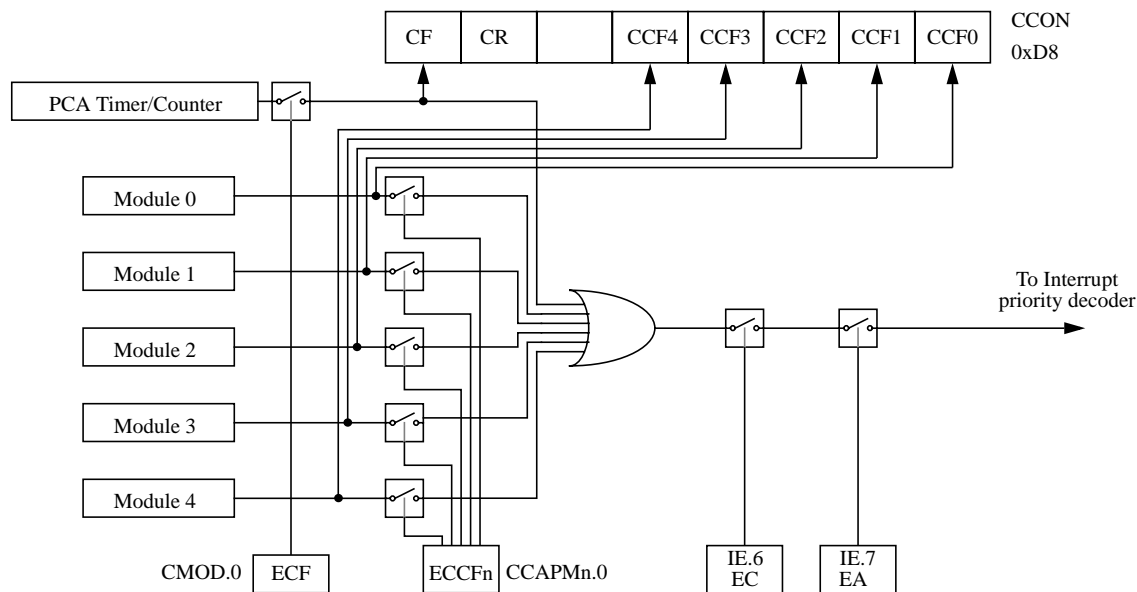 CF CR CCF4 CCF3 CCF2 CCF1 CCF0
CCON
0xD8
PCA Timer/Counter
Module 0
Module 1
Module 2
Module 3
Module 4
To Interrupt
priority decoder
CMOD.0
ECF
ECCFn
CCAPMn.0
IE.6
EC
IE.7
EA